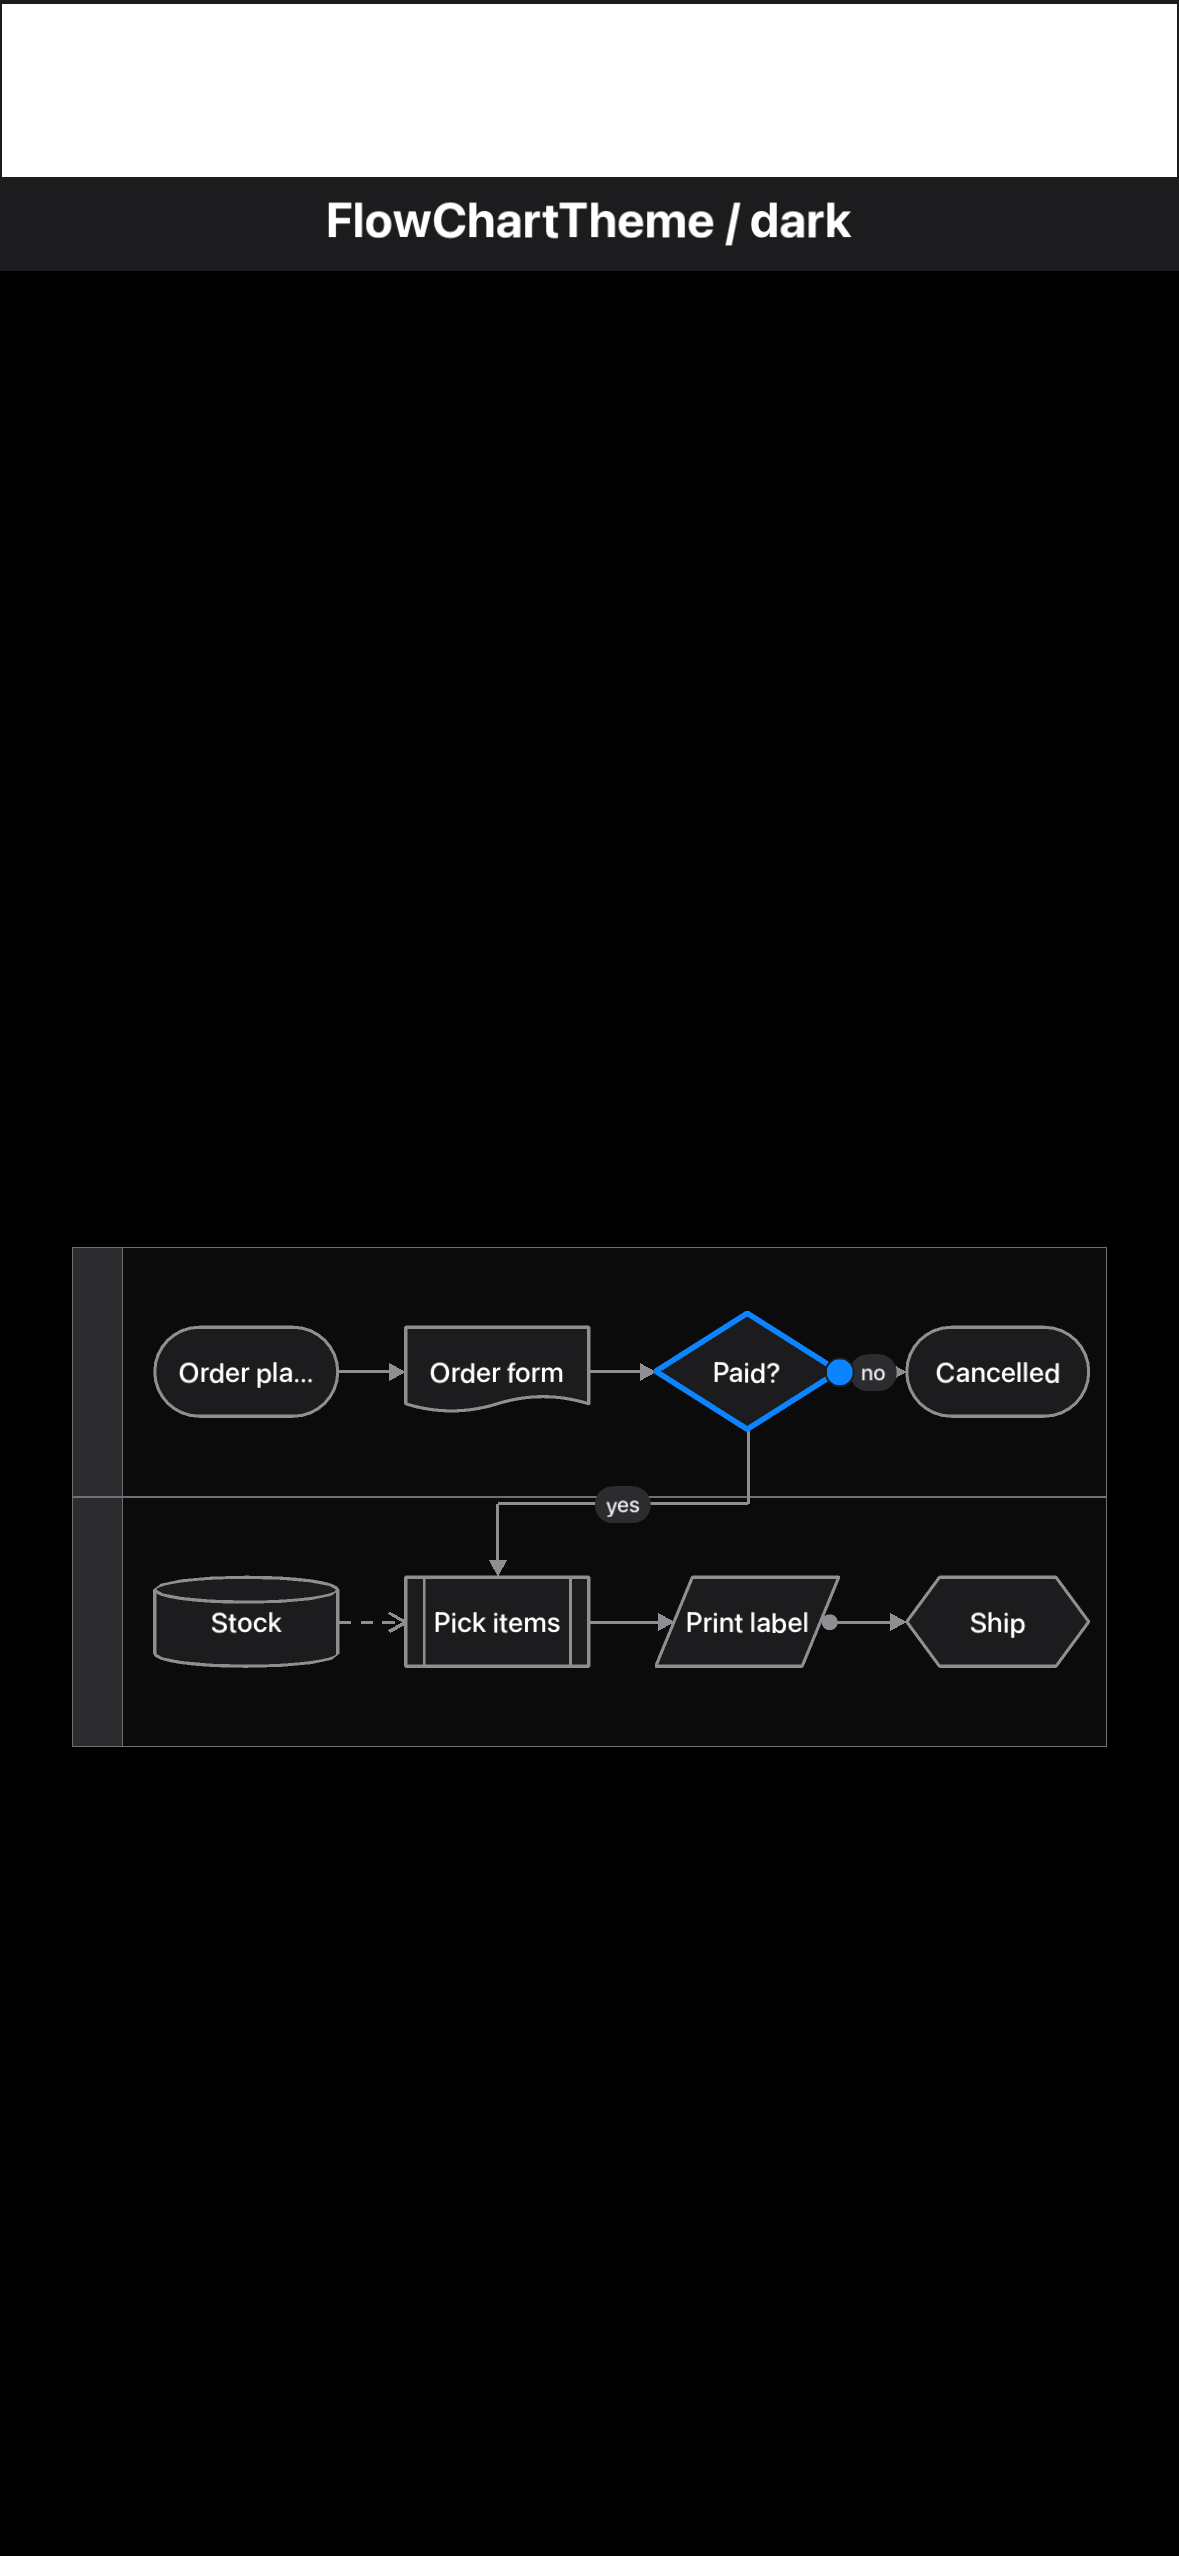 FlowChartTheme / dark
Order pla...
Order form
Paid?
no
Cancelled
yes
Stock
Pick items
Print label
Ship